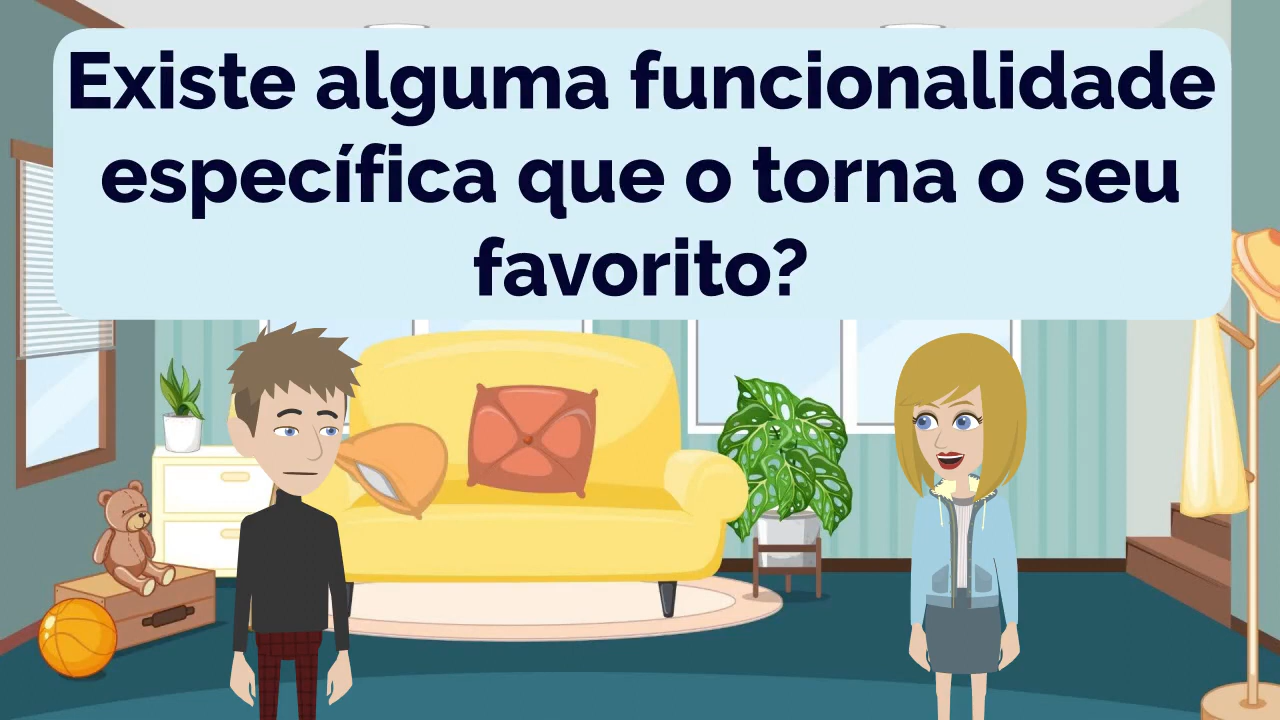 Existe alguma funcionalidade
específica que o torna o seu
favorito?